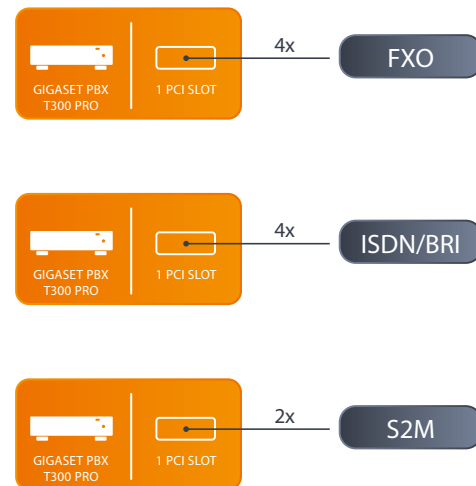 4x
FXO
GIGASET PBX
T300 PRO
1 PCI SLOT
4x
ISDN/BRI
GIGASET PBX
T300 PRO
1 PCI SLOT
2x
S2M
GIGASET PBX
T300 PRO
1 PCI SLOT